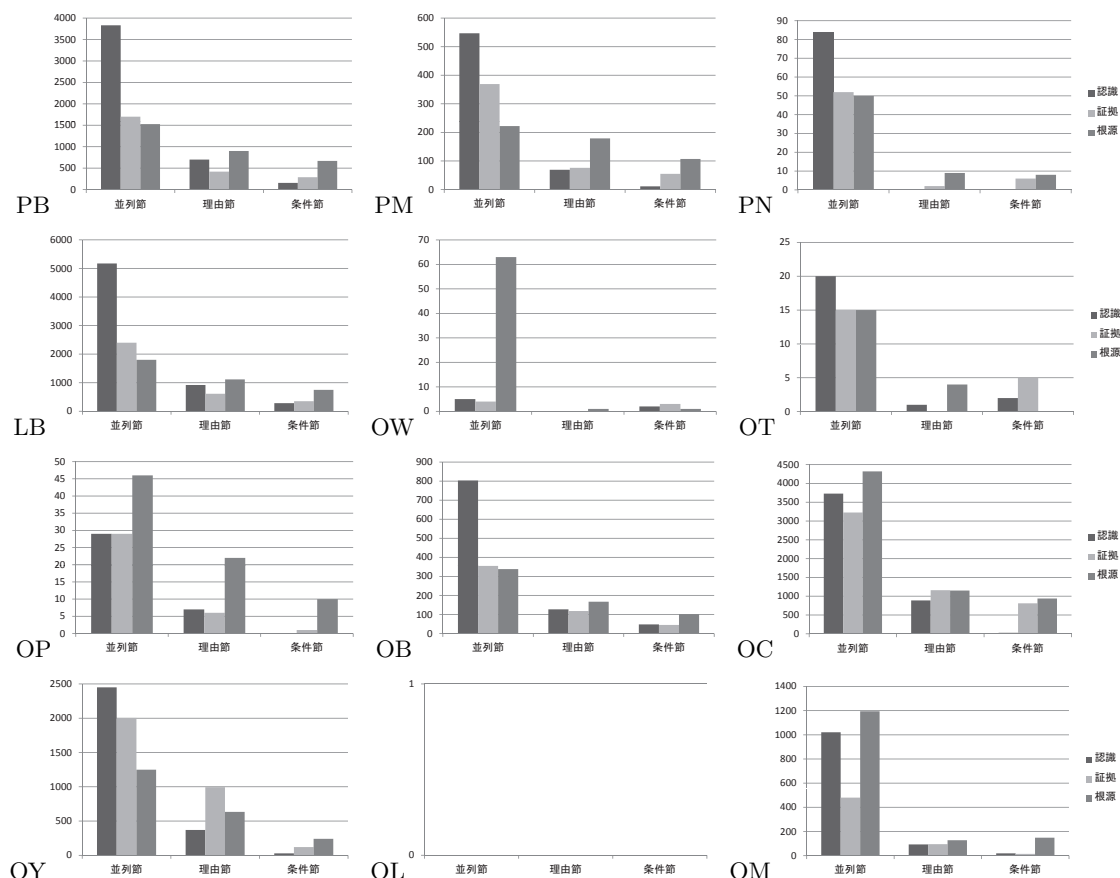 4000
3500
3000
2500
2000
1500
1000
500
0
並列節 理由節 条件節
PB
600
500
400
300
200
100
0
並列節 理由節 条件節
PM
90
80
70
60
50
40
30
20
10
0
並列節 理由節 条件節
PN
認識
証拠
根源
6000
5000
4000
3000
2000
1000
0
並列節 理由節 条件節
LB
70
60
50
40
30
20
10
0
並列節 理由節 条件節
OW
25
20
15
10
5
0
並列節 理由節 条件節
OT
認識
証拠
根源
50
45
40
35
30
25
20
15
10
5
0
並列節 理由節 条件節
OP
900
800
700
600
500
400
300
200
100
0
並列節 理由節 条件節
OB
4500
4000
3500
3000
2500
2000
1500
1000
500
0
並列節 理由節 条件節
OC
認識
証拠
根源
2500
2000
1500
1000
500
0
並列節 理由節 条件節
OY
1
0
並列節 理由節 条件節
OL
1400
1200
1000
800
600
400
200
0
並列節 理由節 条件節
OM
認識
証拠
根源